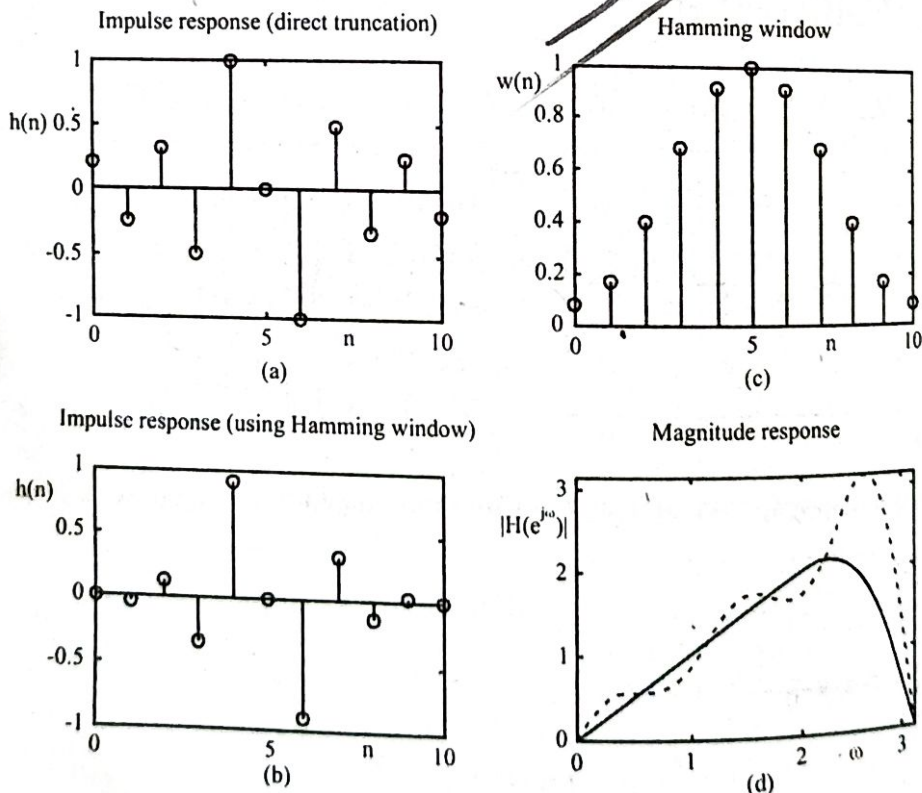 Impulse response (direct truncation)
1
h(n) 0.5
0
-0.5
-1
0 5 n 10
(a)
Hamming window
1
w(n)
0.8
0.6
0.4
0.2
0
0 5 n 10
(c)
Impulse response (using Hamming window)
1
h(n)
0.5
0
-0.5
-1
0 5 n 10
(b)
Magnitude response
3
|H(e^jω)|
2
1
0
0 1 2 ω 3
(d)